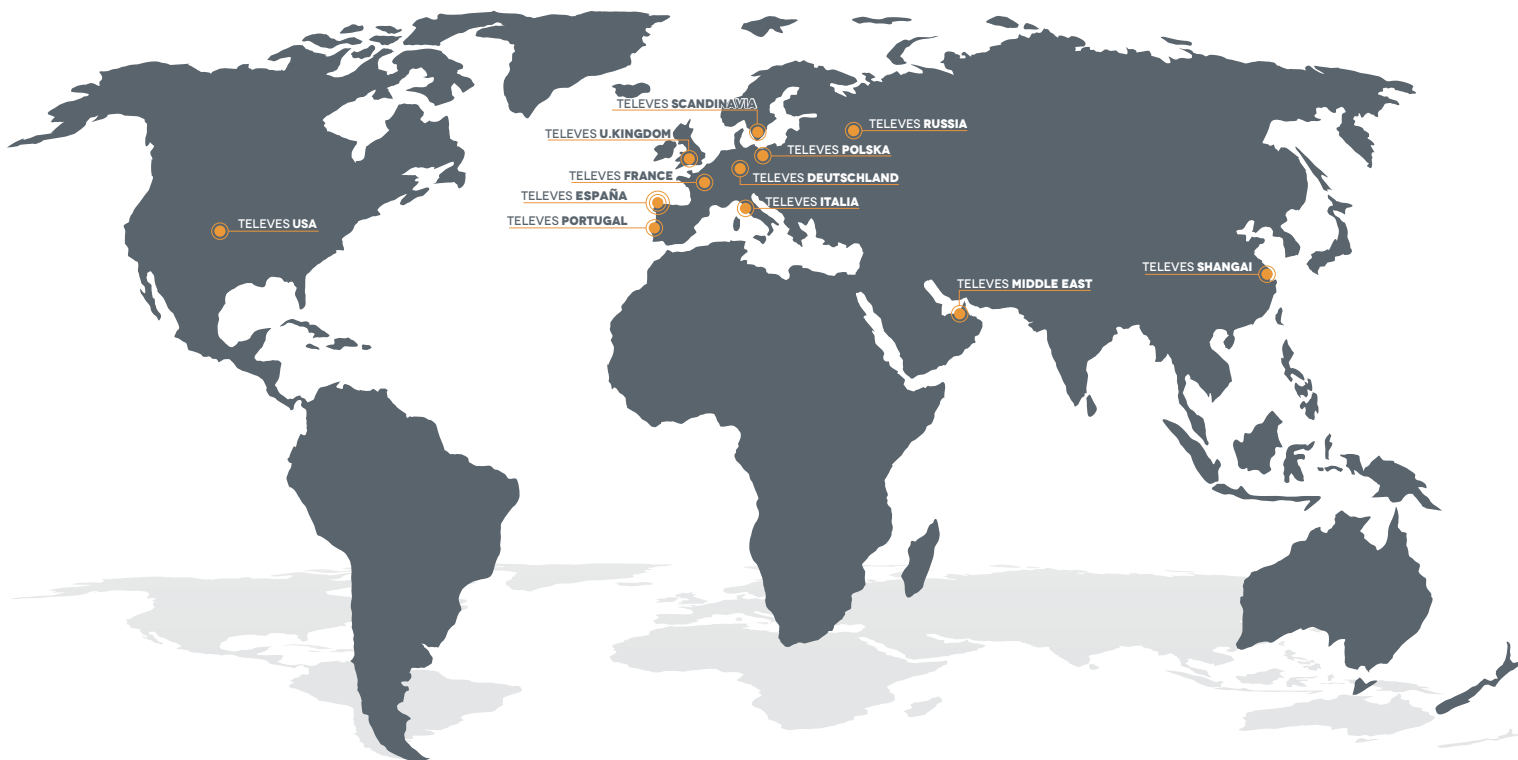 TELEVES SCANDINAVIA
TELEVES RUSSIA
TELEVES U.KINGDOM
TELEVES POLSKA
TELEVES FRANCE
TELEVES DEUTSCHLAND
TELEVES ESPAÑA
TELEVES ITALIA
TELEVES PORTUGAL
TELEVES USA
TELEVES SHANGAI
TELEVES MIDDLE EAST